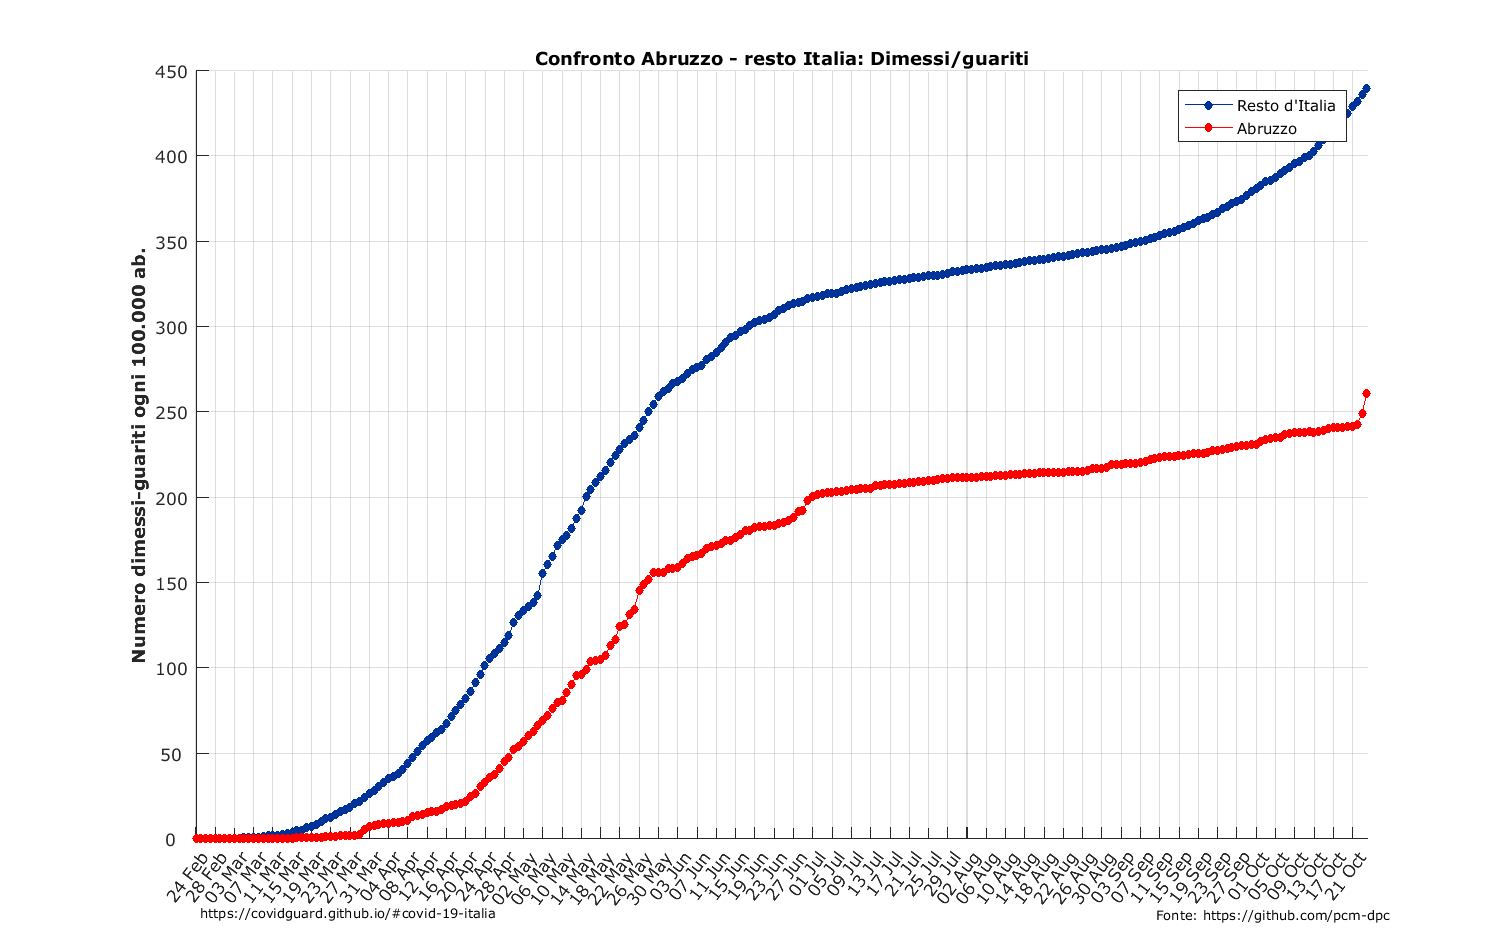 Confronto Abruzzo - resto Italia: Dimessi/guariti
Numero dimessi-guariti ogni 100.000 ab.
450
400
350
300
250
200
150
100
50
0
Resto d'Italia
Abruzzo
24 Feb
28 Feb
03 Mar
07 Mar
11 Mar
15 Mar
19 Mar
23 Mar
27 Mar
31 Mar
04 Apr
08 Apr
12 Apr
16 Apr
20 Apr
24 Apr
28 Apr
02 May
06 May
10 May
14 May
18 May
22 May
26 May
30 May
03 Jun
07 Jun
11 Jun
15 Jun
19 Jun
23 Jun
27 Jun
01 Jul
05 Jul
09 Jul
13 Jul
17 Jul
21 Jul
25 Jul
29 Jul
02 Aug
06 Aug
10 Aug
14 Aug
18 Aug
22 Aug
26 Aug
30 Aug
03 Sep
07 Sep
11 Sep
15 Sep
19 Sep
23 Sep
27 Sep
01 Oct
05 Oct
09 Oct
13 Oct
17 Oct
21 Oct
https://covidguard.github.io/#covid-19-italia
Fonte: https://github.com/pcm-dpc